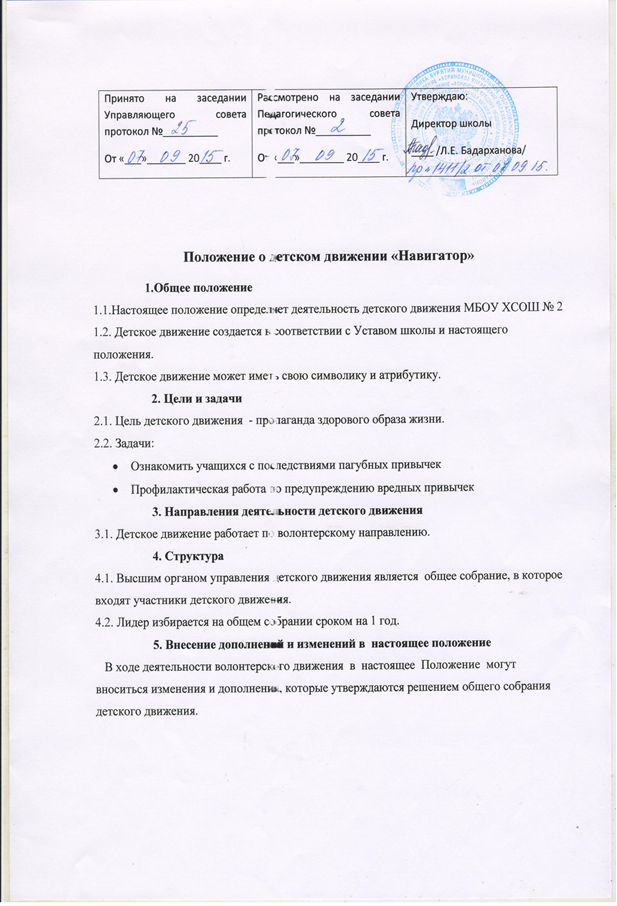 Принято на заседании
Управляющего совета
протокол № 25
От «07» 09 2015 г.
Рассмотрено на заседании
Педагогического совета
протокол № 2
От «07» 09 2015 г.
Утверждаю:
Директор школы
/Л.Е. Бадарханова/
пр № 1411/2 от 07 09 15.
Положение о детском движении «Навигатор»
1.Общее положение
1.1.Настоящее положение определяет деятельность детского движения МБОУ ХСОШ № 2
1.2. Детское движение создается в соответствии с Уставом школы и настоящего
положения.
1.3. Детское движение может иметь свою символику и атрибутику.
2. Цели и задачи
2.1. Цель детского движения - пропаганда здорового образа жизни.
2.2. Задачи:
• Ознакомить учащихся с последствиями пагубных привычек
• Профилактическая работа по предупреждению вредных привычек
3. Направления деятельности детского движения
3.1. Детское движение работает по волонтерскому направлению.
4. Структура
4.1. Высшим органом управления детского движения является общее собрание, в которое
входят участники детского движения.
4.2. Лидер избирается на общем собрании сроком на 1 год.
5. Внесение дополнений и изменений в настоящее положение
В ходе деятельности волонтерского движения в настоящее Положение могут
вноситься изменения и дополнения, которые утверждаются решением общего собрания
детского движения.